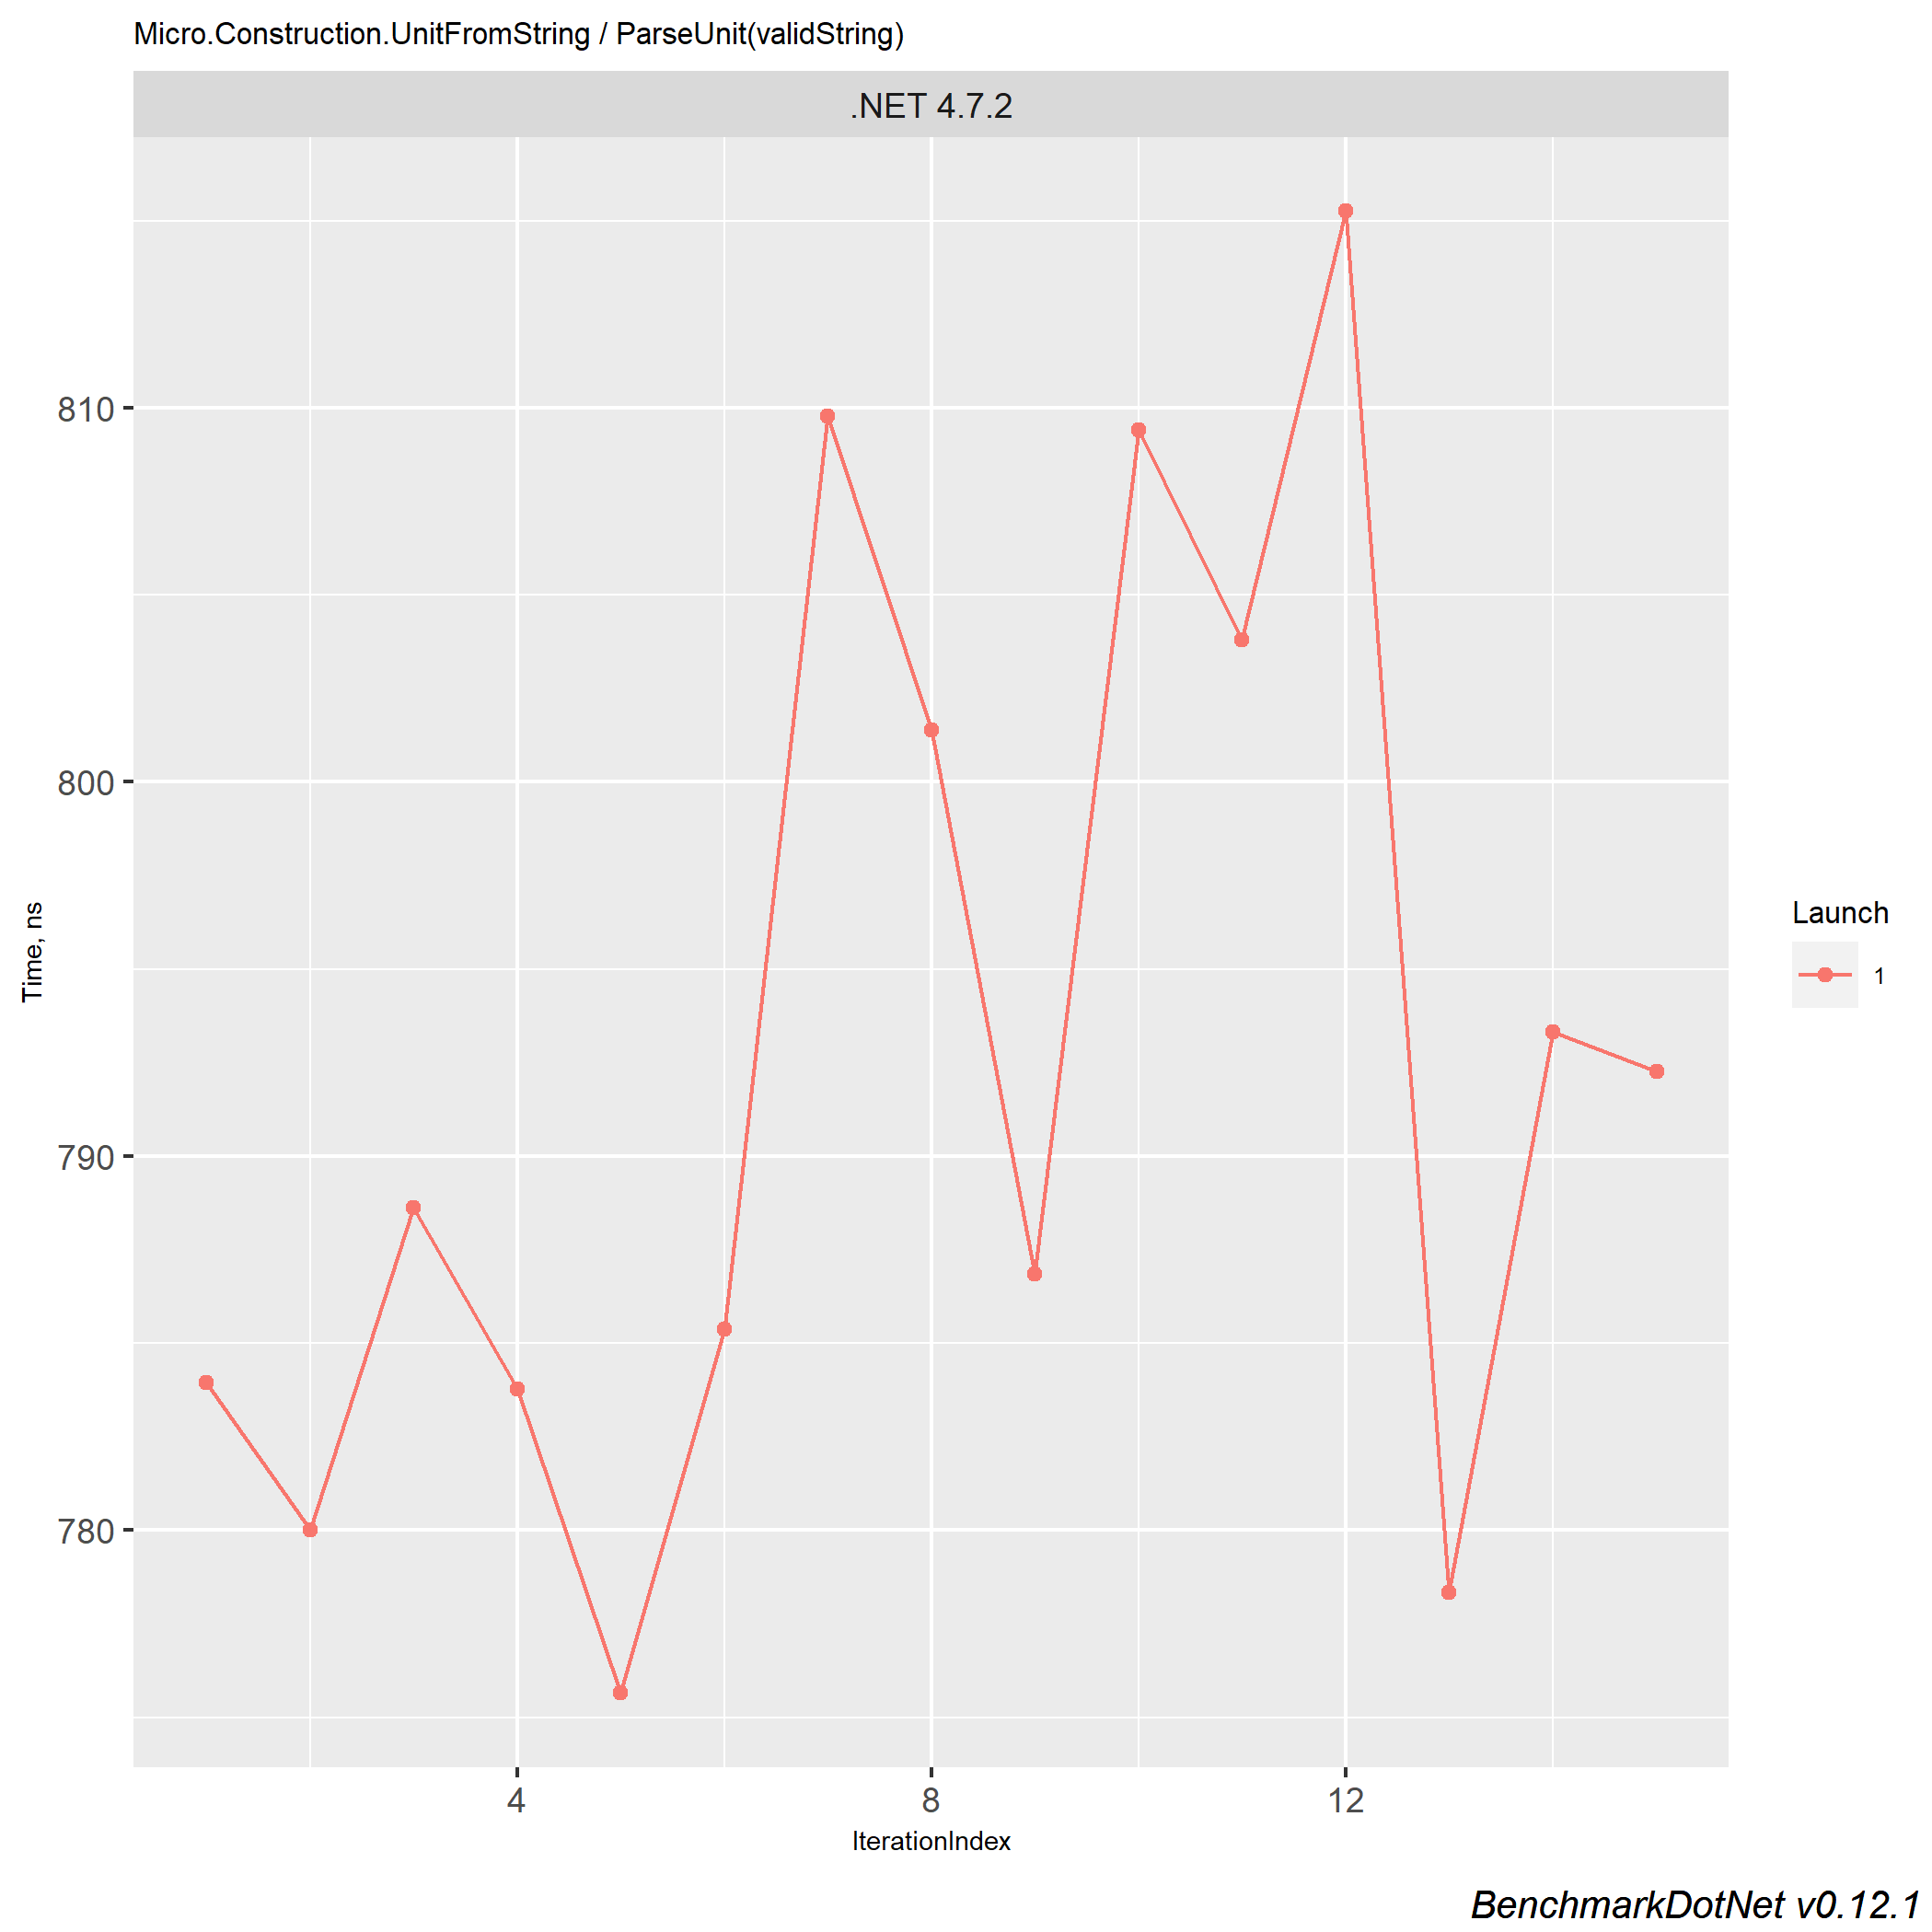 Micro.Construction.UnitFromString / ParseUnit(validString)
.NET 4.7.2
810
800
790
780
Time, ns
4
8
12
IterationIndex
Launch
1
BenchmarkDotNet v0.12.1